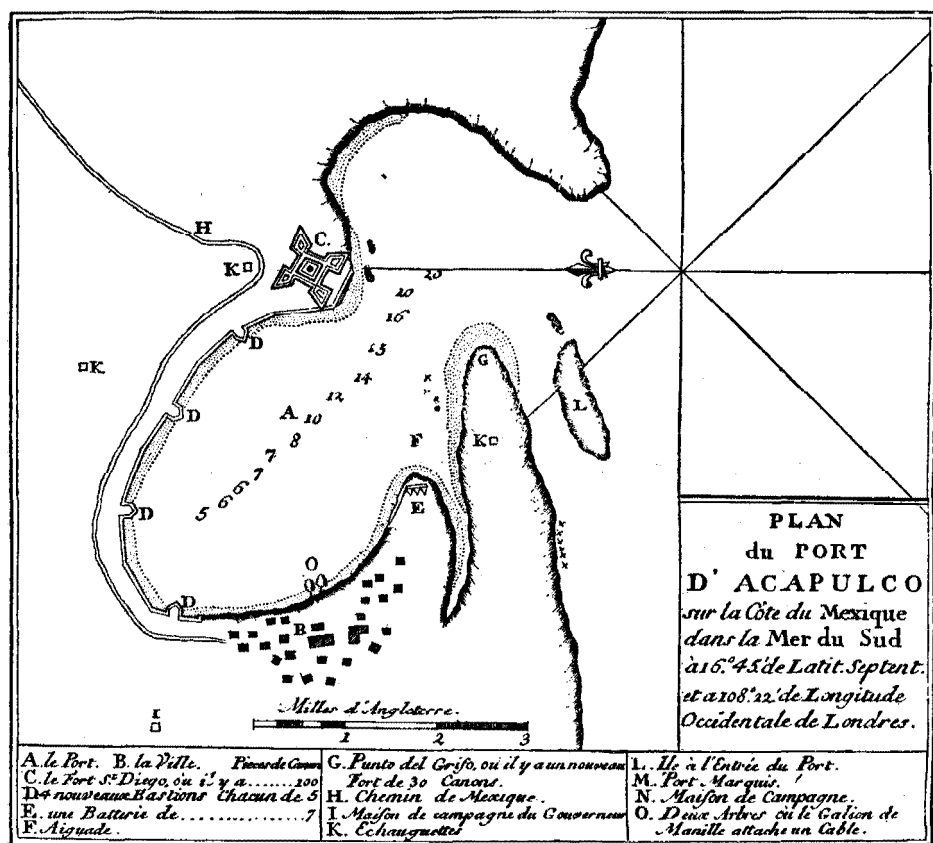 H
C.
K
D
K
D
D
D
A
20
20
16
15
14
12
10
8
7
7
6
6
5
G
K
L
F
E
O
B
I
PLAN
du PORT
D'ACAPULCO
sur la Côte du Mexique
dans la Mer du Sud
à 16.° 45.' de Latit. Septent.
et a 108.° 12.' de Longitude
Occidentale de Londres.
Milles d'Angleterre.
1 2 3
A. le Port. B. la Ville. Pieces de Canon
C. le Fort St. Diego, où il y a ....... 100
D 4 nouveaux Bastions Chacun de 5
E. une Batterie de ............... 7
F Aiguade.
G. Punto del Grifo, où il y a un nouveau
Fort de 30 Canons.
H. Chemin de Mexique.
I Maison de campagne du Gouverneur
K. Echauguettes
L. Ile à l'Entrée du Port.
M. Port Marquis.
N. Maison de Campagne.
O. Deux Arbres où le Galion de
Manille attache un Cable.